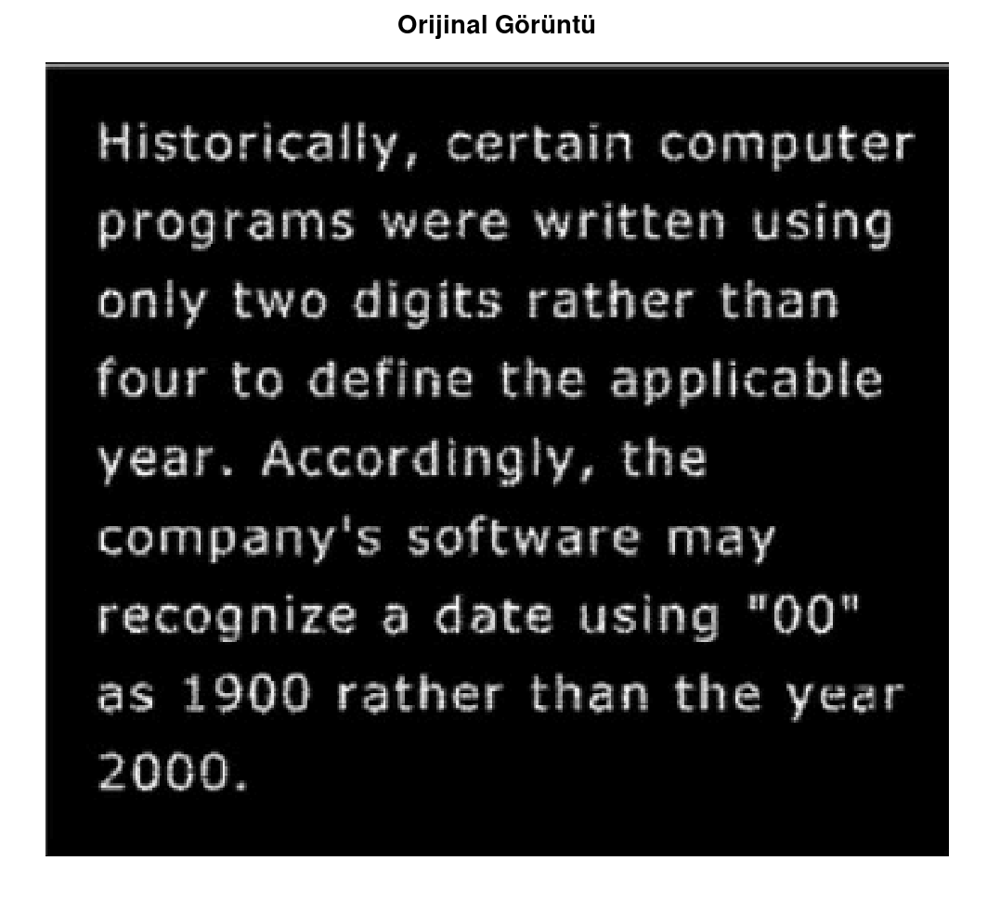 Orijinal Görüntü
Historically, certain computer
programs were written using
only two digits rather than
four to define the applicable
year. Accordingly, the
company's software may
recognize a date using "00"
as 1900 rather than the year
2000.